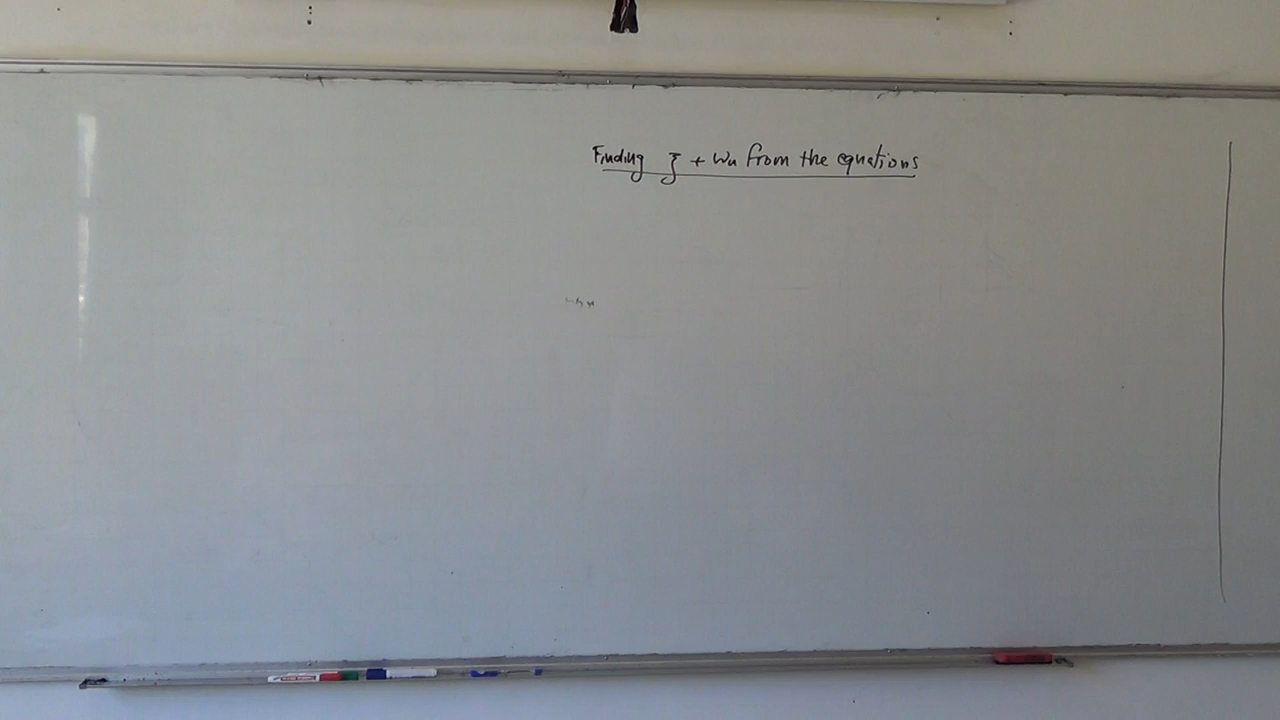 Finding ζ + ωn from the equations